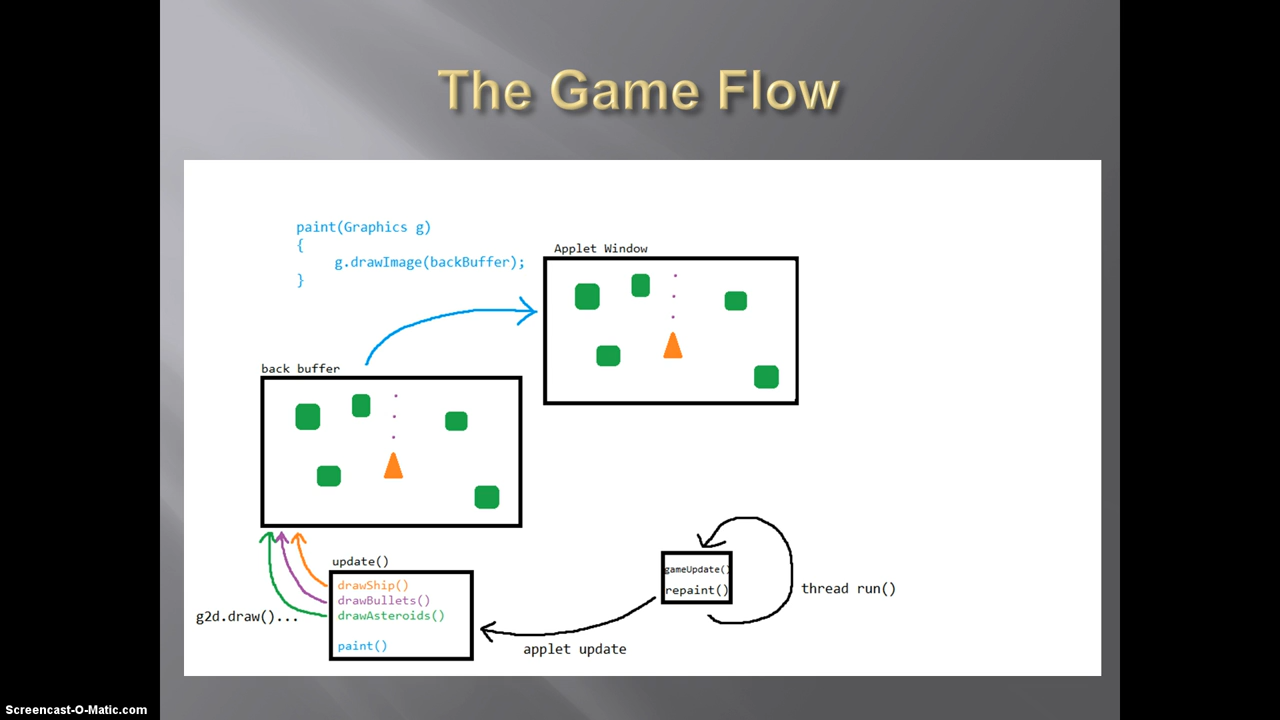 The Game Flow
paint(Graphics g)
{
g.drawImage(backBuffer);
}
Applet Window
back buffer
update()
drawShip()
drawBullets()
drawAsteroids()
paint()
g2d.draw()...
gameUpdate()
repaint()
thread run()
applet update
Screencast-O-Matic.com